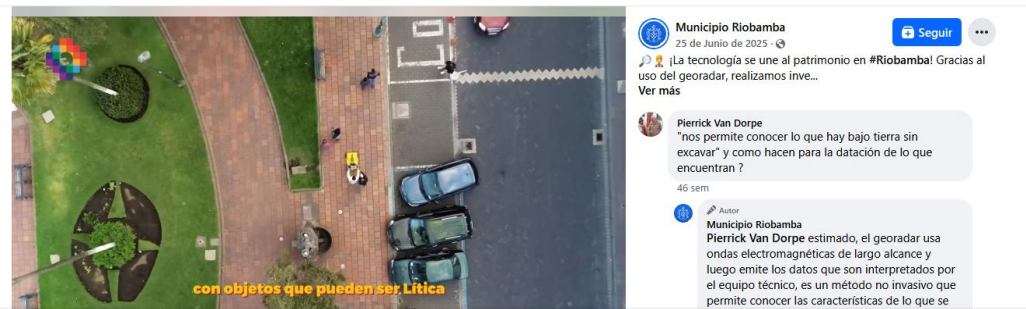 con objetos que pueden ser Lítica
Municipio Riobamba
Seguir
25 de Junio de 2025 ·
¡La tecnología se une al patrimonio en #Riobamba! Gracias al
uso del georadar, realizamos inve...
Ver más
Pierrick Van Dorpe
"nos permite conocer lo que hay bajo tierra sin
excavar" y como hacen para la datación de lo que
encuentran ?
46 sem
Autor
Municipio Riobamba
Pierrick Van Dorpe estimado, el georadar usa
ondas electromagnéticas de largo alcance y
luego emite los datos que son interpretados por
el equipo técnico, es un método no invasivo que
permite conocer las características de lo que se